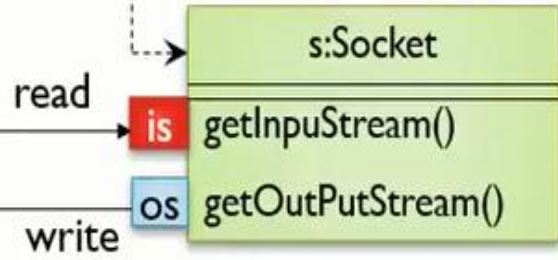 s:Socket
read
is getInpuStream()
os getOutPutStream()
write